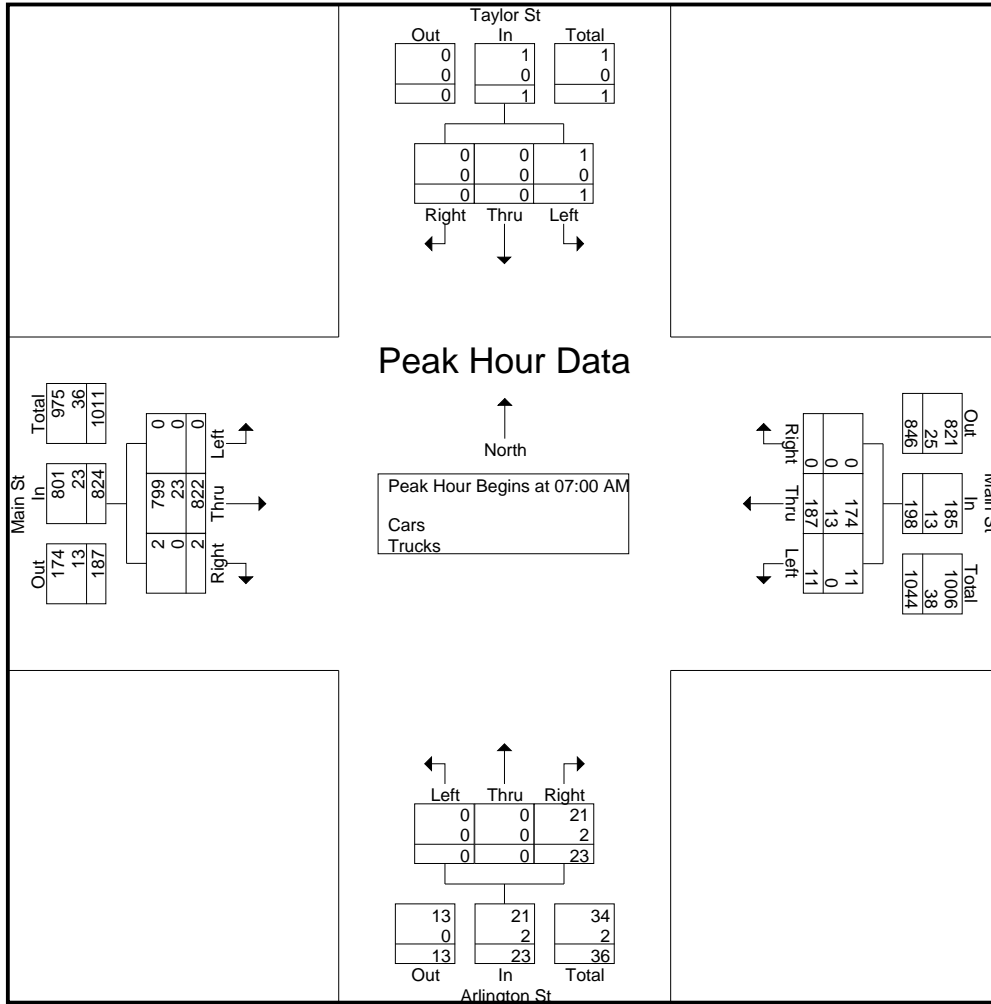 Taylor St
Out In Total
0 1 1
0 0 0
0 1 1
0 0 1
0 0 0
0 0 1
Right Thru Left
Peak Hour Data
North
Peak Hour Begins at 07:00 AM
Cars
Trucks
Main St
Total In Out
975 801 174
36 23 13
1011 824 187
0 799 2
0 23 0
0 822 2
Left Thru Right
Main St
Out In Total
821 185 1006
25 13 38
846 198 1044
0 174 11
0 13 0
0 187 11
Right Thru Left
Left Thru Right
0 0 21
0 0 2
0 0 23
13 21 34
0 2 2
13 23 36
Out In Total
Arlington St